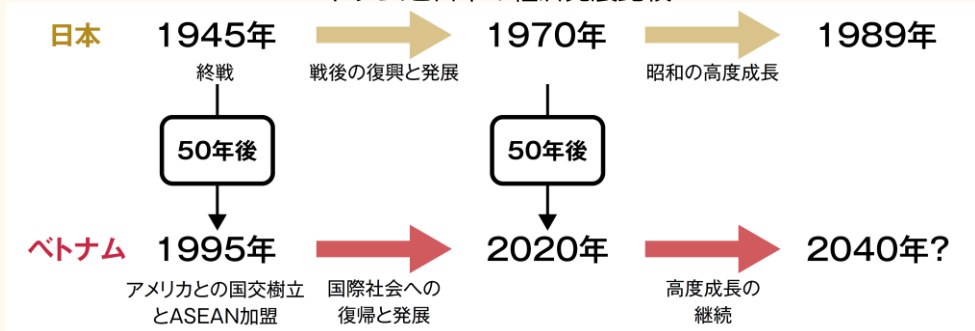 日本
1945年
1970年
1989年
終戦
戦後の復興と発展
昭和の高度成長
50年後
50年後
ベトナム
1995年
2020年
2040年?
アメリカとの国交樹立
とASEAN加盟
国際社会への
復帰と発展
高度成長の
継続